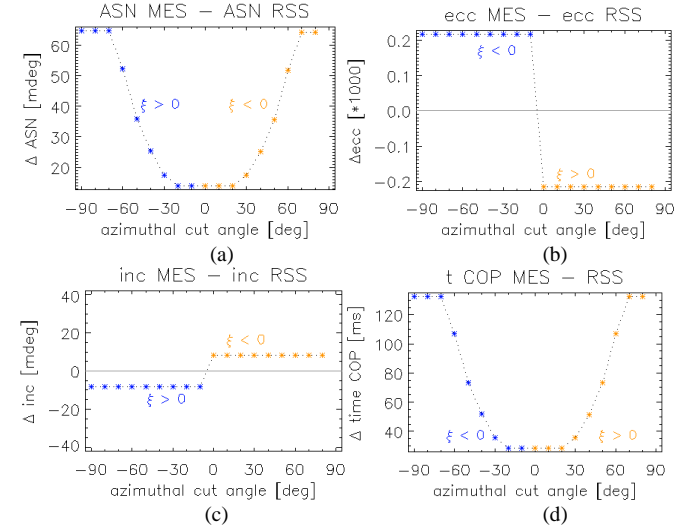 ASN MES − ASN RSS
Δ ASN [mdeg]
60
50
40
30
20
ξ > 0
ξ < 0
−90 −60 −30 0 30 60 90
azimuthal cut angle [deg]
(a)
ecc MES − ecc RSS
Δecc [*1000]
0.2
0.1
0.0
−0.1
−0.2
ξ < 0
ξ > 0
−90 −60 −30 0 30 60 90
azimuthal cut angle [deg]
(b)
inc MES − inc RSS
Δ inc [mdeg]
40
20
0
−20
−40
ξ < 0
ξ > 0
−90 −60 −30 0 30 60 90
azimuthal cut angle [deg]
(c)
t COP MES − RSS
Δ time COP [ms]
120
100
80
60
40
ξ < 0
ξ > 0
−90 −60 −30 0 30 60 90
azimuthal cut angle [deg]
(d)